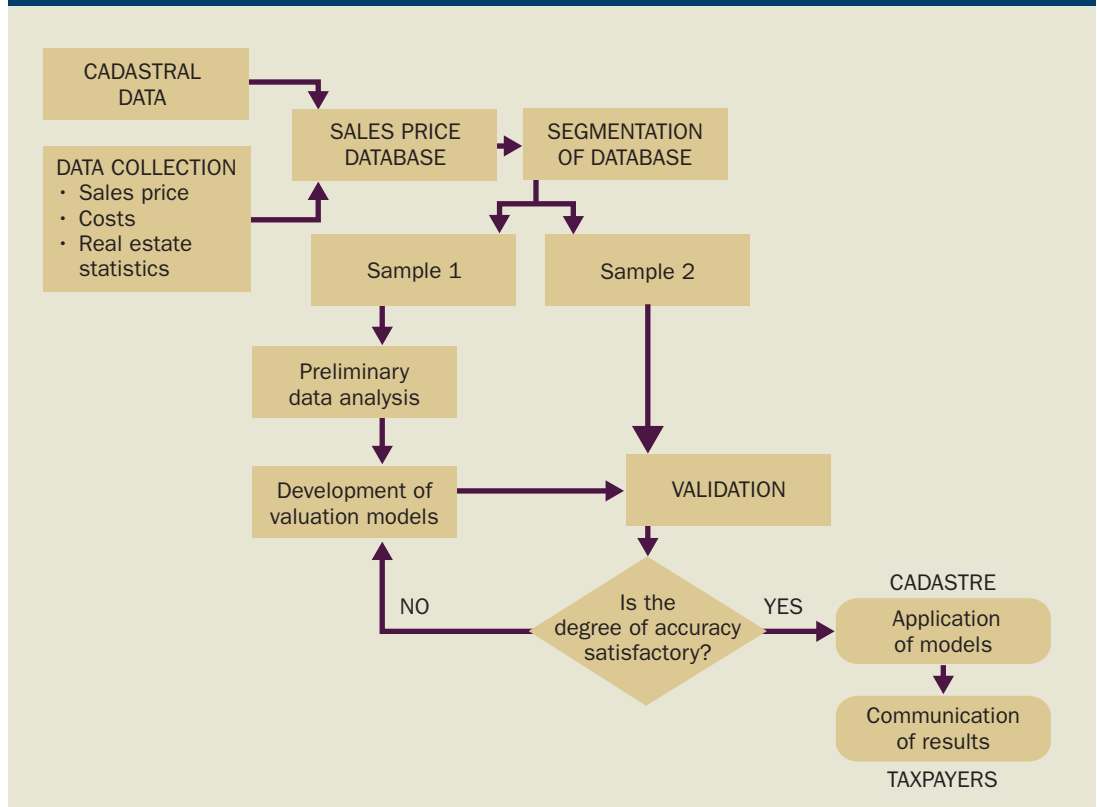 CADASTRAL
DATA
DATA COLLECTION
· Sales price
· Costs
· Real estate
statistics
SALES PRICE
DATABASE
SEGMENTATION
OF DATABASE
Sample 1
Sample 2
Preliminary
data analysis
Development of
valuation models
VALIDATION
Is the
degree of accuracy
satisfactory?
NO
YES
CADASTRE
Application
of models
Communication
of results
TAXPAYERS